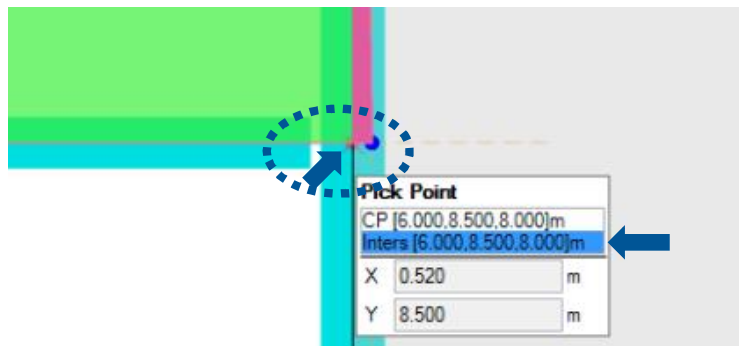 Pick Point
CP [6.000,8.500,8.000]m
Inters [6.000,8.500,8.000]m
X 0.520 m
Y 8.500 m